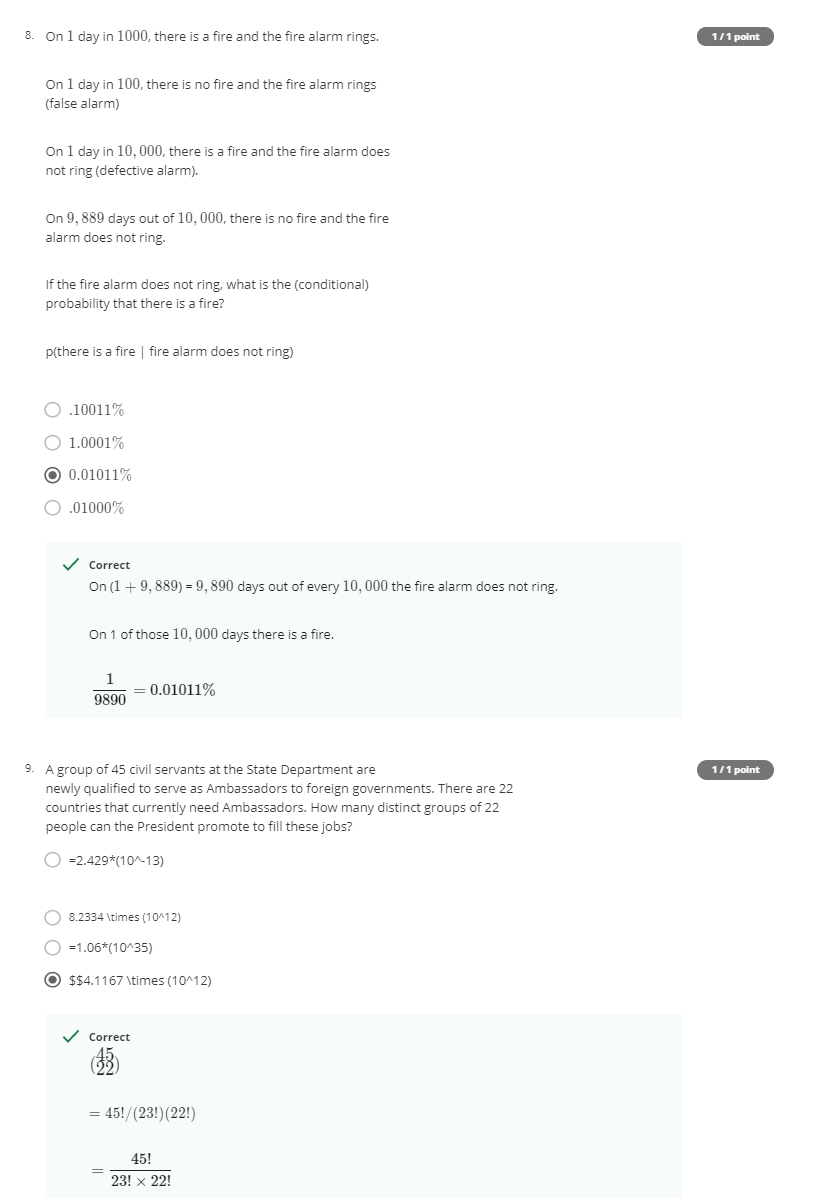 8. On 1 day in 1000, there is a fire and the fire alarm rings.
1 / 1 point
On 1 day in 100, there is no fire and the fire alarm rings
(false alarm)
On 1 day in 10, 000, there is a fire and the fire alarm does
not ring (defective alarm).
On 9, 889 days out of 10, 000, there is no fire and the fire
alarm does not ring.
If the fire alarm does not ring, what is the (conditional)
probability that there is a fire?
p(there is a fire | fire alarm does not ring)
.10011%
1.0001%
0.01011%
.01000%
Correct
On (1 + 9, 889) = 9, 890 days out of every 10, 000 the fire alarm does not ring.
On 1 of those 10, 000 days there is a fire.
1
9890
= 0.01011%
9. A group of 45 civil servants at the State Department are
1 / 1 point
newly qualified to serve as Ambassadors to foreign governments. There are 22
countries that currently need Ambassadors. How many distinct groups of 22
people can the President promote to fill these jobs?
=2.429*(10^-13)
8.2334 \times (10^12)
=1.06*(10^35)
$$4.1167 \times (10^12)
Correct
(45
22)
= 45!/(23!)(22!)
=
45!
23! × 22!